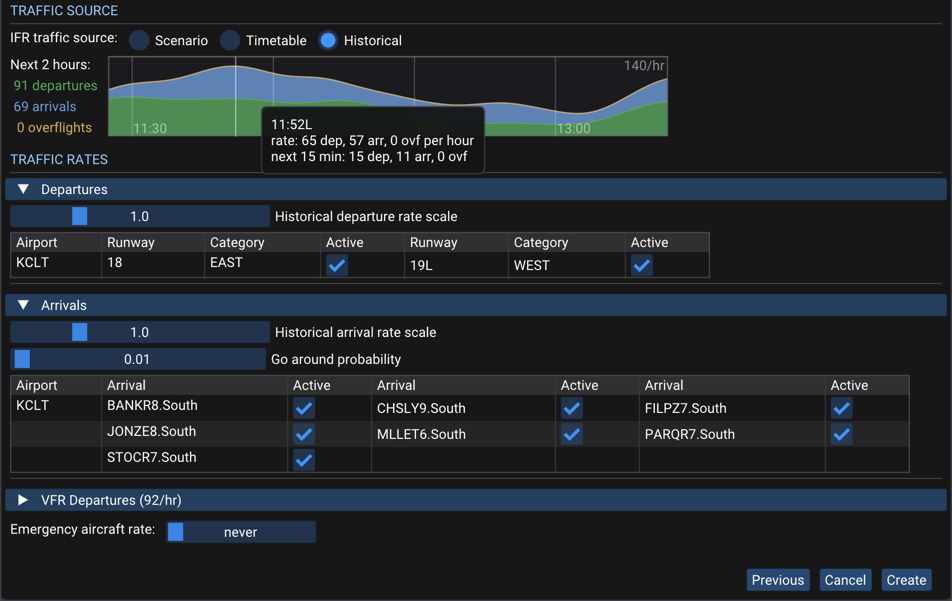 TRAFFIC SOURCE
IFR traffic source: Scenario Timetable Historical
Next 2 hours:
140/hr
91 departures
69 arrivals
0 overflights
11:30
13:00
11:52L
rate: 65 dep, 57 arr, 0 ovf per hour
next 15 min: 15 dep, 11 arr, 0 ovf
TRAFFIC RATES
Departures
1.0 Historical departure rate scale
Airport Runway Category Active Runway Category Active
KCLT 18 EAST 19L WEST
Arrivals
1.0 Historical arrival rate scale
0.01 Go around probability
Airport Arrival Active Arrival Active Arrival Active
KCLT BANKR8.South CHSLY9.South FILPZ7.South
JONZE8.South MLLET6.South PARQR7.South
STOCR7.South
VFR Departures (92/hr)
Emergency aircraft rate: never
Previous Cancel Create